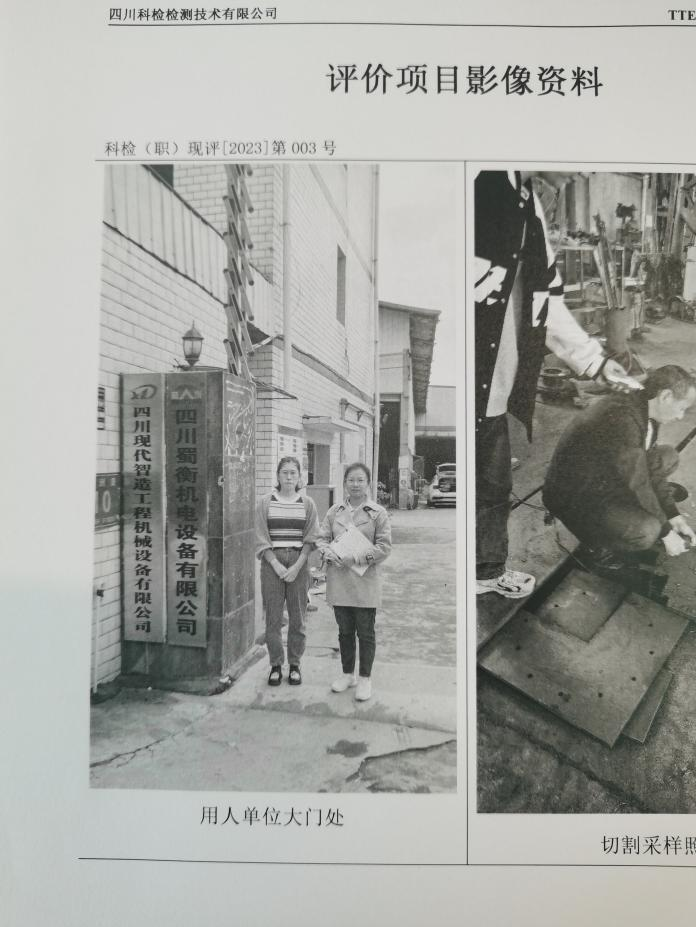 四川科检检测技术有限公司
TTE
评价项目影像资料
科检（职）现评[2023]第 003 号
四川现代智造工程机械设备有限公司
四川蜀衡机电设备有限公司
10
用人单位大门处
切割采样照